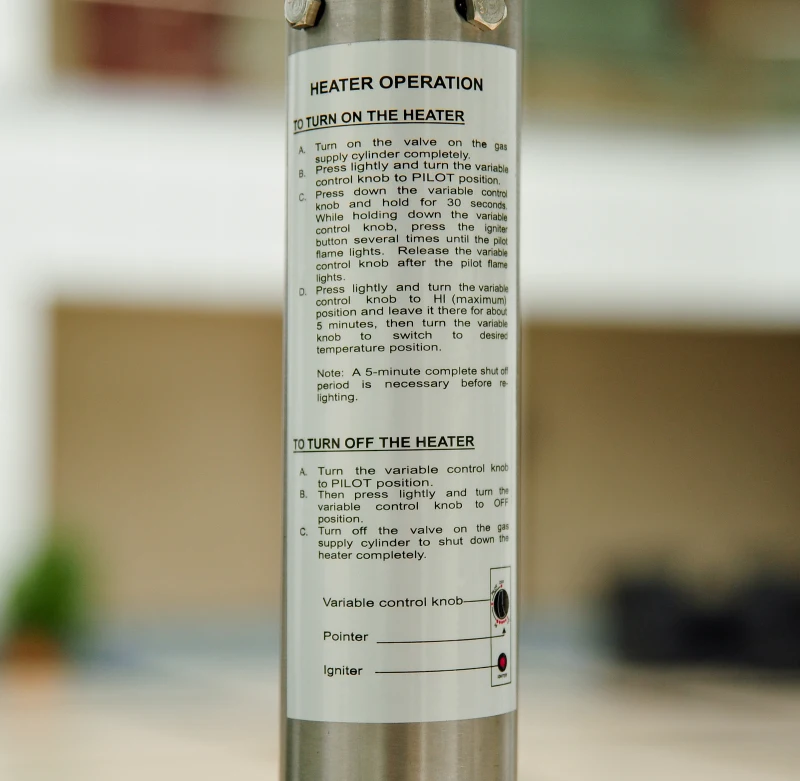 HEATER OPERATION
TO TURN ON THE HEATER
A. Turn on the valve on the gas
supply cylinder completely.
B. Press lightly and turn the variable
control knob to PILOT position.
C. Press down the variable control
knob and hold for 30 seconds.
While holding down the variable
control knob, press the igniter
button several times until the pilot
flame lights. Release the variable
control knob after the pilot flame
lights.
D. Press lightly and turn the variable
control knob to HI (maximum)
position and leave it there for about
5 minutes, then turn the variable
knob to switch to desired
temperature position.
Note: A 5-minute complete shut off
period is necessary before re-
lighting.
TO TURN OFF THE HEATER
A. Turn the variable control knob
to PILOT position.
B. Then press lightly and turn the
variable control knob to OFF
position.
C. Turn off the valve on the gas
supply cylinder to shut down the
heater completely.
Variable control knob
Pointer
Igniter